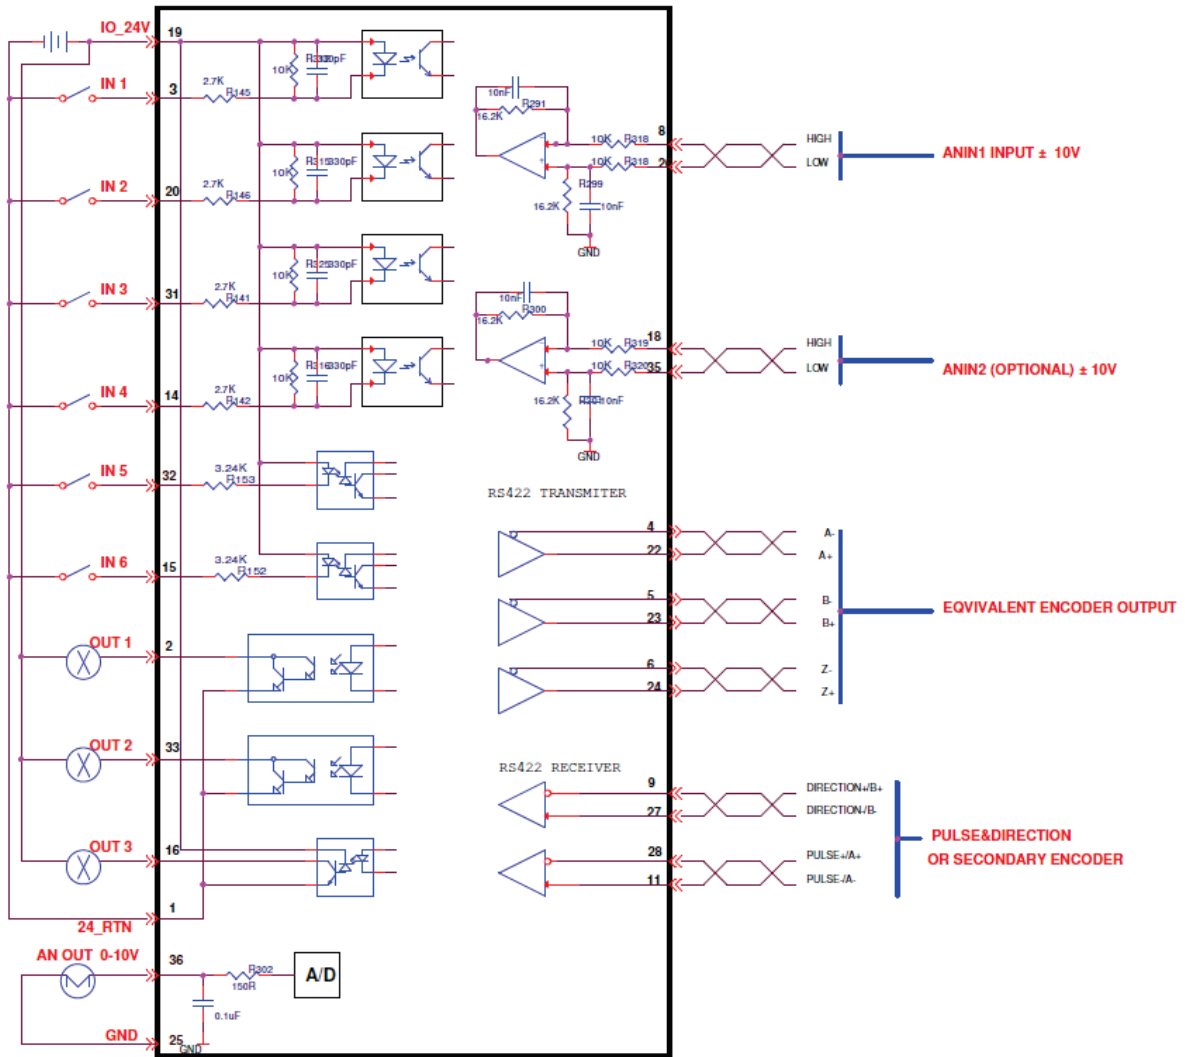 IO_24V
19
IN 1
3
2.7K
R145
10K
330pF
IN 2
20
2.7K
R146
10K
R315
330pF
IN 3
31
2.7K
R141
10K
R325
330pF
IN 4
14
2.7K
R142
10K
R316
330pF
IN 5
32
3.24K
R153
IN 6
15
3.24K
R152
OUT 1
2
OUT 2
33
OUT 3
16
1
24_RTN
AN OUT 0-10V
36
R302
150R
A/D
0.1uF
GND
25
GND
10nF
R291
16.2K
10K
R318
8
10K
R318
R299
16.2K
10nF
GND
HIGH
LOW
ANIN1 INPUT ± 10V
10nF
R300
16.2K
10K
R319
18
10K
R320
35
16.2K
10nF
GND
HIGH
LOW
ANIN2 (OPTIONAL) ± 10V
RS422 TRANSMITER
4
22
A-
A+
5
23
B-
B+
EQVIVALENT ENCODER OUTPUT
6
24
Z-
Z+
RS422 RECEIVER
9
27
DIRECTION+/B+
DIRECTION-/B-
28
11
PULSE+/A+
PULSE-/A-
PULSE&DIRECTION
OR SECONDARY ENCODER